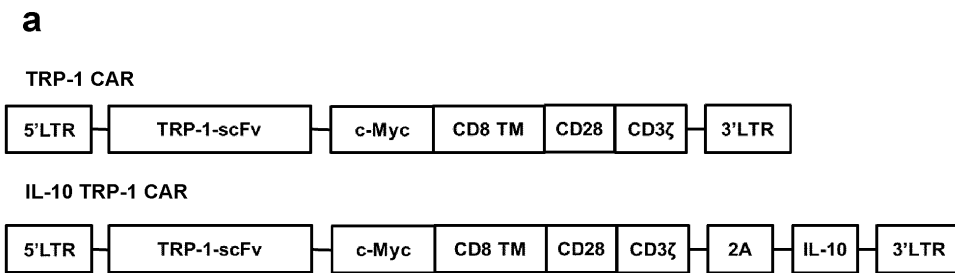 a
TRP-1 CAR
5'LTR TRP-1-scFv c-Myc CD8 TM CD28 CD3ζ 3'LTR
IL-10 TRP-1 CAR
5'LTR TRP-1-scFv c-Myc CD8 TM CD28 CD3ζ 2A IL-10 3'LTR